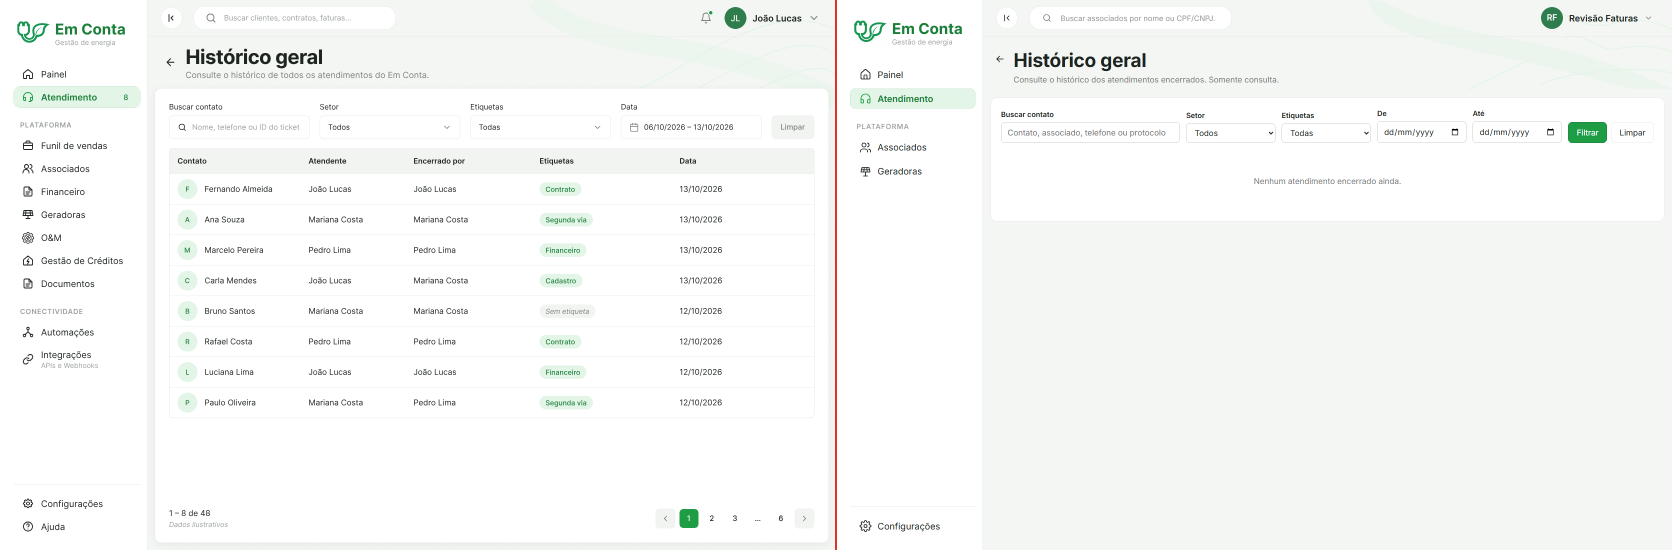 Em Conta
Gestão de energia
Painel
Atendimento 8
PLATAFORMA
Funil de vendas
Associados
Financeiro
Geradoras
O&M
Gestão de Créditos
Documentos
CONECTIVIDADE
Automações
Integrações
APIs e Webhooks
Configurações
Ajuda
Buscar clientes, contratos, faturas...
JL João Lucas
Histórico geral
Consulte o histórico de todos os atendimentos do Em Conta.
Buscar contato Setor Etiquetas Data
Nome, telefone ou ID do ticket Todos Todas 06/10/2026 – 13/10/2026 Limpar
Contato Atendente Encerrado por Etiquetas Data
F Fernando Almeida João Lucas João Lucas Contrato 13/10/2026
A Ana Souza Mariana Costa Mariana Costa Segunda via 13/10/2026
M Marcelo Pereira Pedro Lima Pedro Lima Financeiro 13/10/2026
C Carla Mendes João Lucas Mariana Costa Cadastro 13/10/2026
B Bruno Santos Mariana Costa Mariana Costa Sem etiqueta 12/10/2026
R Rafael Costa Pedro Lima Pedro Lima Contrato 12/10/2026
L Luciana Lima João Lucas João Lucas Financeiro 12/10/2026
P Paulo Oliveira Mariana Costa Pedro Lima Segunda via 12/10/2026
1 – 8 de 48
Dados ilustrativos
1 2 3 ... 6
Em Conta
Gestão de energia
Painel
Atendimento
PLATAFORMA
Associados
Geradoras
Configurações
Buscar associados por nome ou CPF/CNPJ.
RF Revisão Faturas
Histórico geral
Consulte o histórico dos atendimentos encerrados. Somente consulta.
Buscar contato Setor Etiquetas De Até
Contato, associado, telefone ou protocolo Todos Todas dd/mm/yyyy dd/mm/yyyy Filtrar Limpar
Nenhum atendimento encerrado ainda.